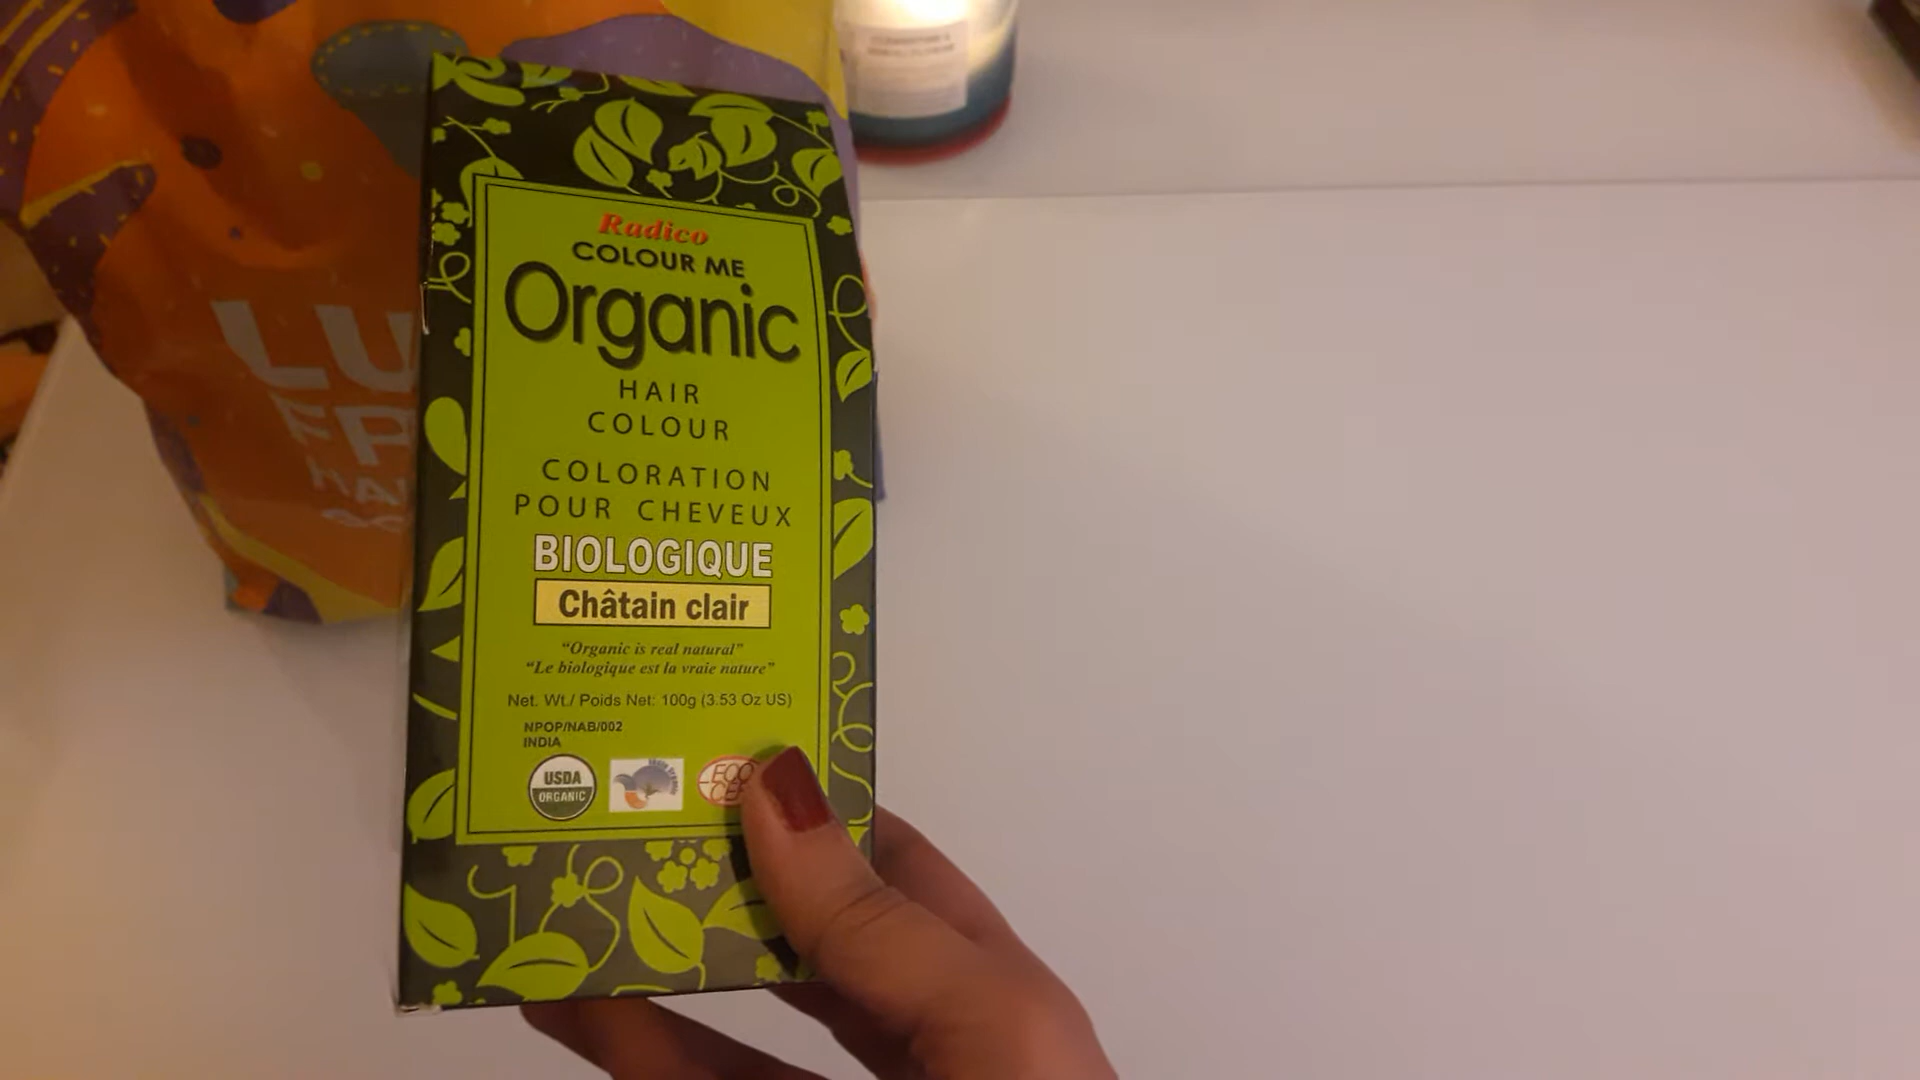 Radico
COLOUR ME
Organic
HAIR
COLOUR
COLORATION
POUR CHEVEUX
BIOLOGIQUE
Châtain clair
“Organic is real natural”
“Le biologique est la vraie nature”
Net. Wt./ Poids Net: 100g (3.53 Oz US)
NPOP/NAB/002
INDIA
USDA
ORGANIC
LU